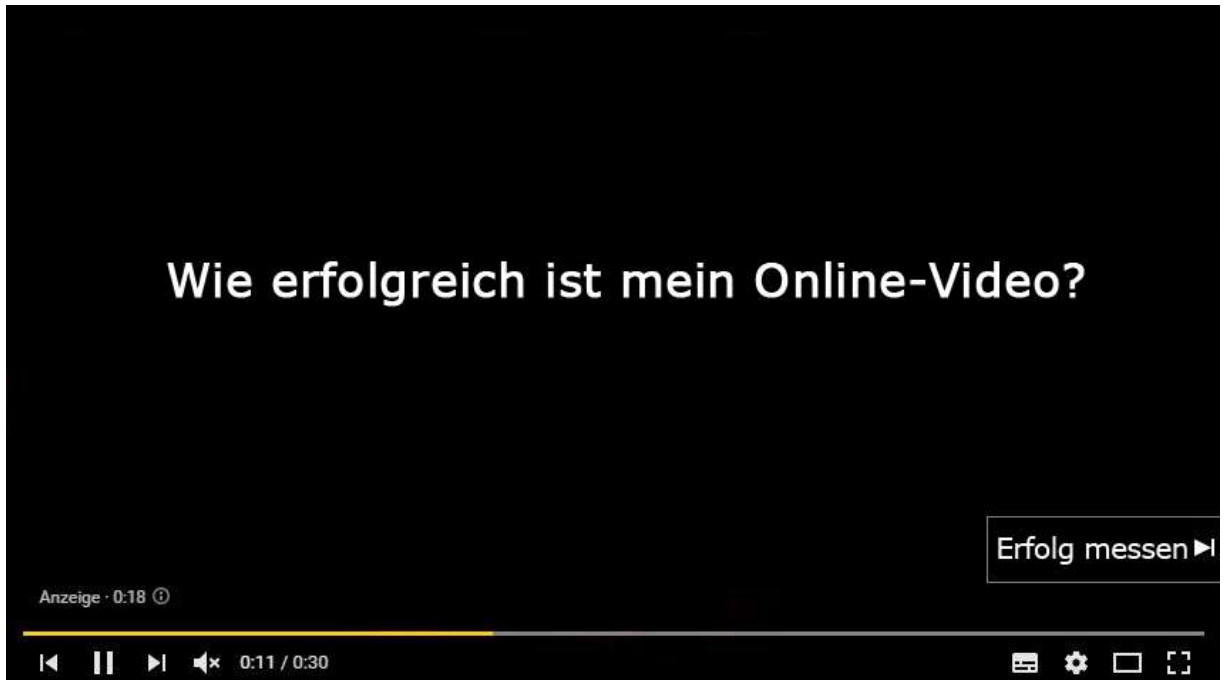 Wie erfolgreich ist mein Online-Video?
Erfolg messen
Anzeige · 0:18
0:11 / 0:30